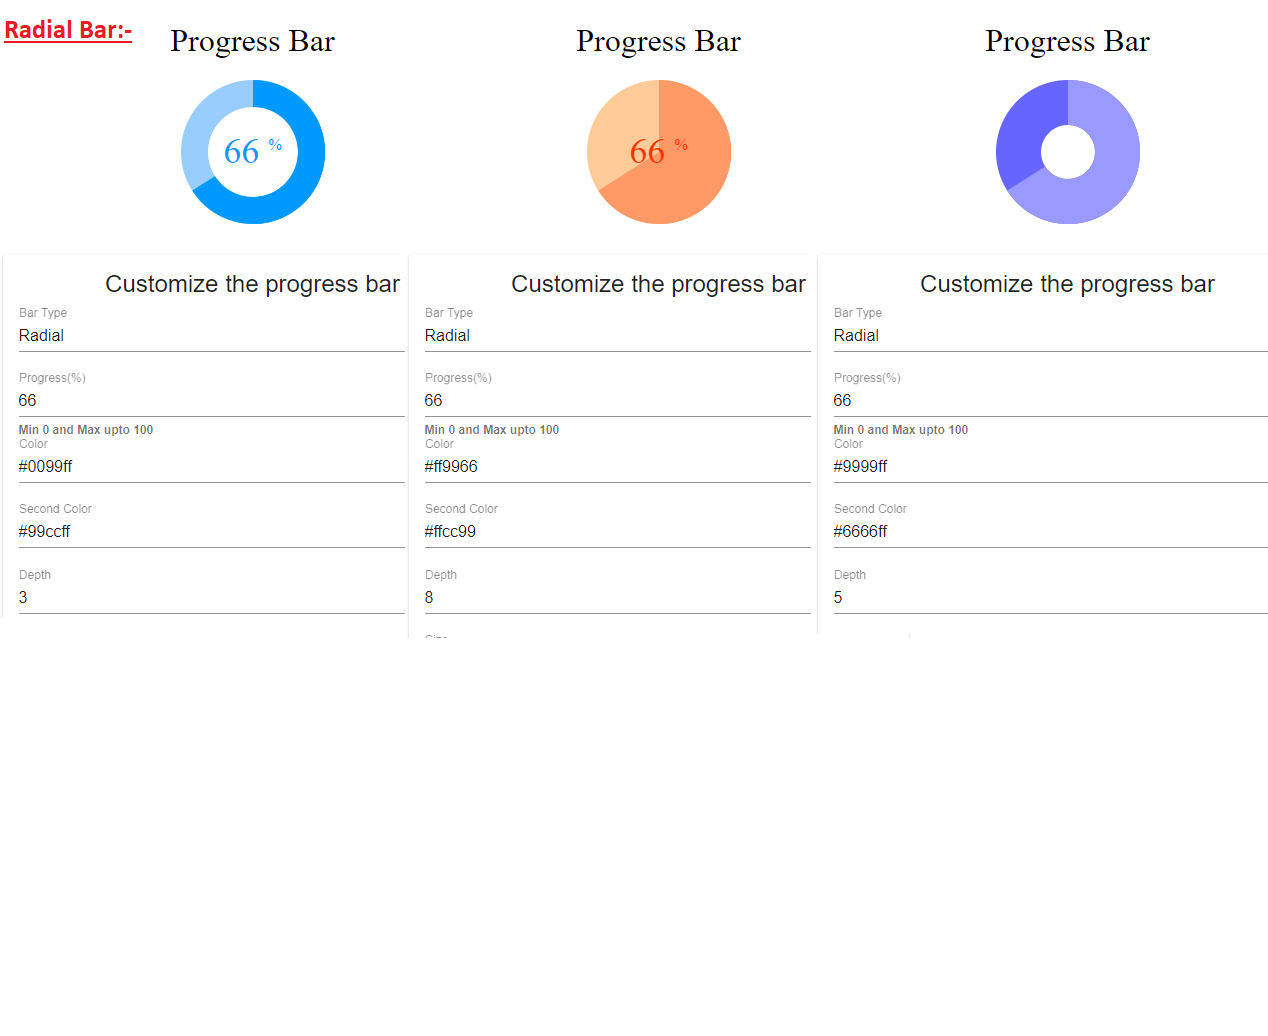 Radial Bar:-
Progress Bar
66 %
Customize the progress bar
Bar Type
Radial
Progress(%)
66
Min 0 and Max upto 100
Color
#0099ff
Second Color
#99ccff
Depth
3
Progress Bar
66 %
Customize the progress bar
Bar Type
Radial
Progress(%)
66
Min 0 and Max upto 100
Color
#ff9966
Second Color
#ffcc99
Depth
8
Progress Bar
Customize the progress bar
Bar Type
Radial
Progress(%)
66
Min 0 and Max upto 100
Color
#9999ff
Second Color
#6666ff
Depth
5